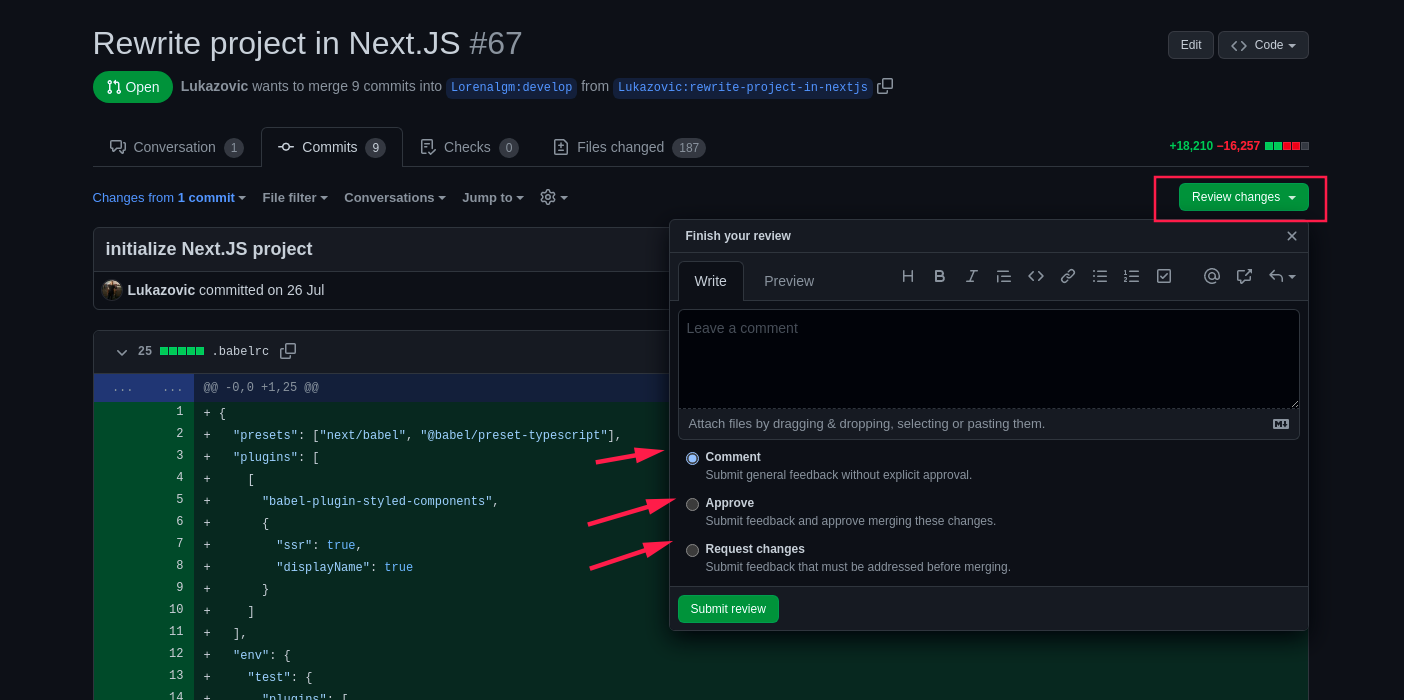 Rewrite project in Next.JS #67
Edit
Code
Open
Lukazovic wants to merge 9 commits into Lorenalgm:develop from Lukazovic:rewrite-project-in-nextjs
Conversation 1
Commits 9
Checks 0
Files changed 187
+18,210 −16,257
Changes from 1 commit
File filter
Conversations
Jump to
Review changes
initialize Next.JS project
Lukazovic committed on 26 Jul
25 .babelrc
... ... @@ -0,0 +1,25 @@
1 + {
2 + "presets": ["next/babel", "@babel/preset-typescript"],
3 + "plugins": [
4 + [
5 + "babel-plugin-styled-components",
6 + {
7 + "ssr": true,
8 + "displayName": true
9 + }
10 + ]
11 + ],
12 + "env": {
13 + "test": {
14 + "plugins": [
Finish your review
Write
Preview
Leave a comment
Attach files by dragging & dropping, selecting or pasting them.
Comment
Submit general feedback without explicit approval.
Approve
Submit feedback and approve merging these changes.
Request changes
Submit feedback that must be addressed before merging.
Submit review